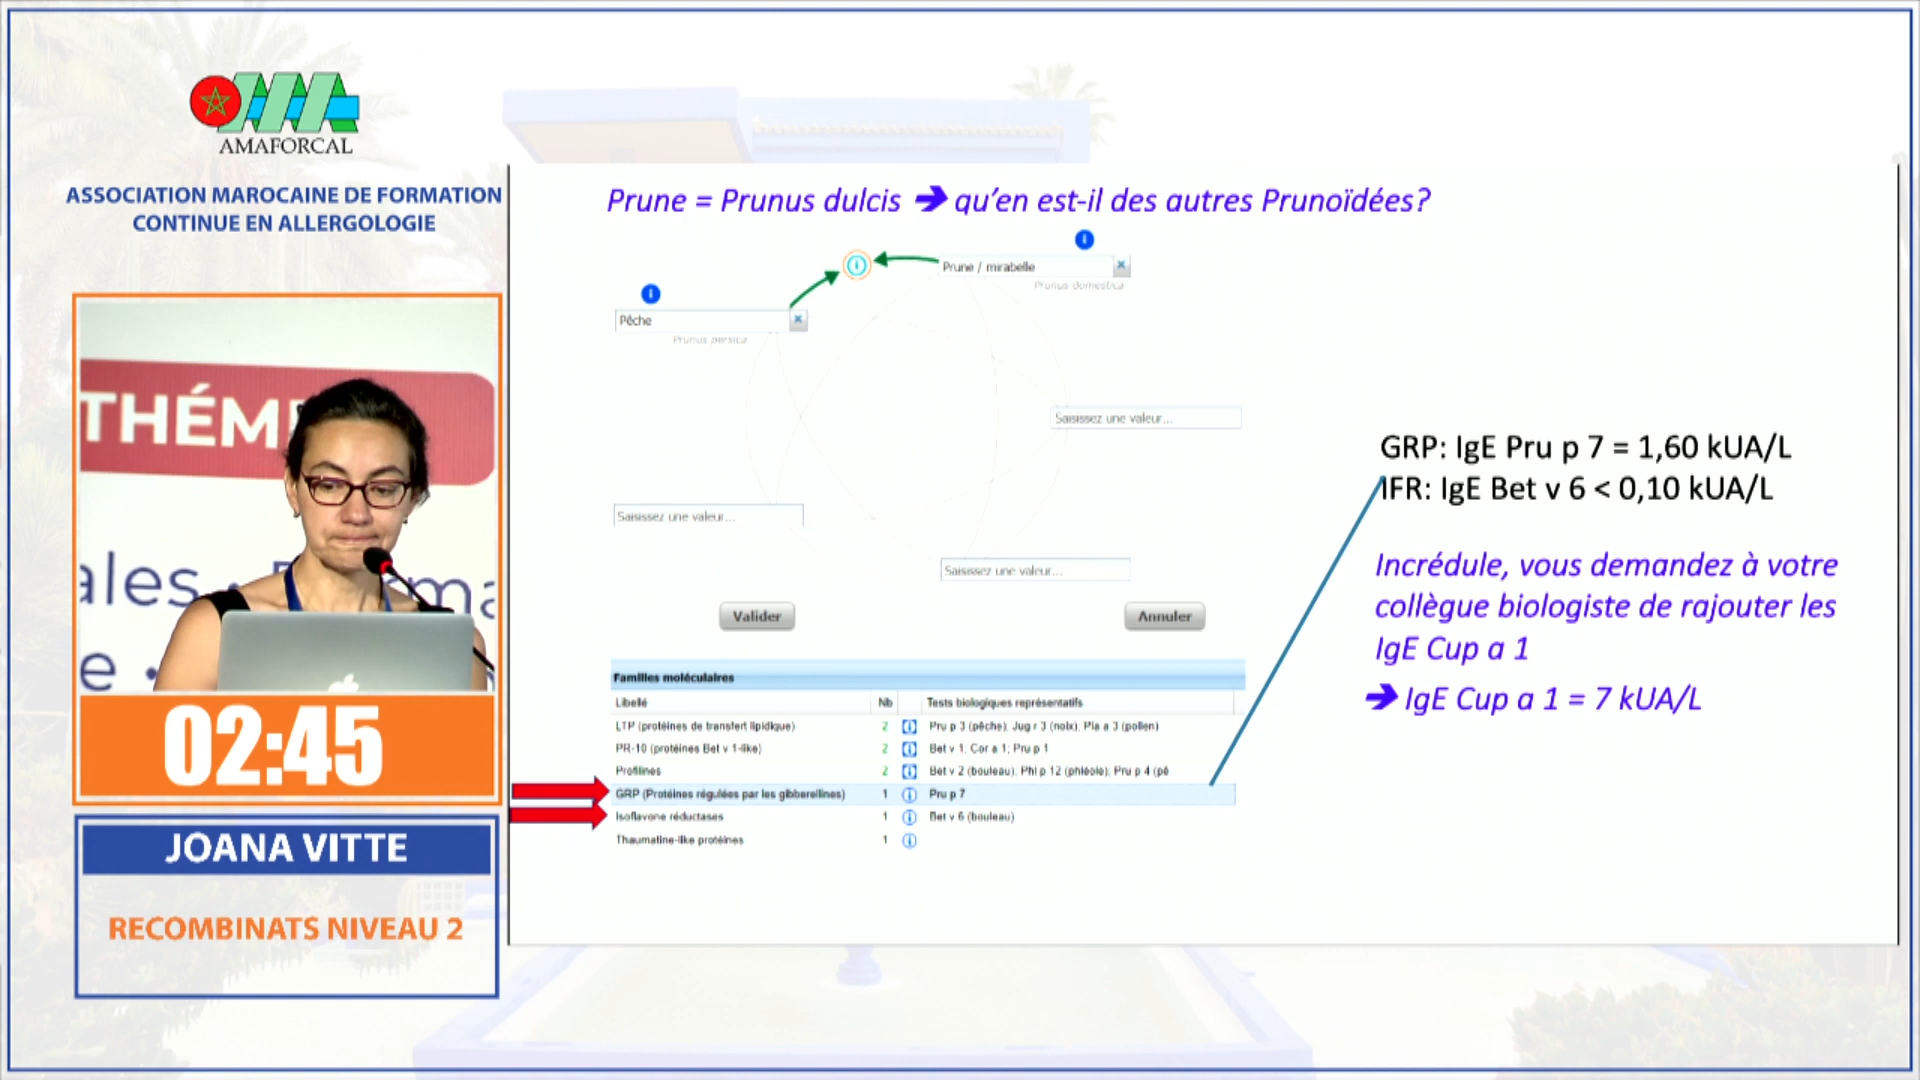 AMAFORCAL
ASSOCIATION MAROCAINE DE FORMATION
CONTINUE EN ALLERGOLOGIE
THÉM
ales
ma
e
02:45
JOANA VITTE
RECOMBINATS NIVEAU 2
Prune = Prunus dulcis ➔ qu'en est-il des autres Prunoïdées?
Prune / mirabelle
Prunus domestica
Pêche
Prunus persica
Saisissez une valeur...
Saisissez une valeur...
Saisissez une valeur...
Valider
Annuler
Familles moléculaires
Libellé Nb Tests biologiques représentatifs
LTP (protéines de transfert lipidique) 2 Pru p 3 (pêche); Jug r 3 (noix), Pla a 3 (pollen)
PR-10 (protéines Bet v 1-like) 2 Bet v 1; Cor a 1; Pru p 1
Profilines 2 Bet v 2 (bouleau); Phl p 12 (phléole); Pru p 4 (pê
GRP (Protéines régulées par les gibberellines) 1 Pru p 7
Isoflavone réductases 1 Bet v 6 (bouleau)
Thaumatine-like protéines 1
GRP: IgE Pru p 7 = 1,60 kUA/L
IFR: IgE Bet v 6 < 0,10 kUA/L
Incrédule, vous demandez à votre
collègue biologiste de rajouter les
IgE Cup a 1
➔ IgE Cup a 1 = 7 kUA/L